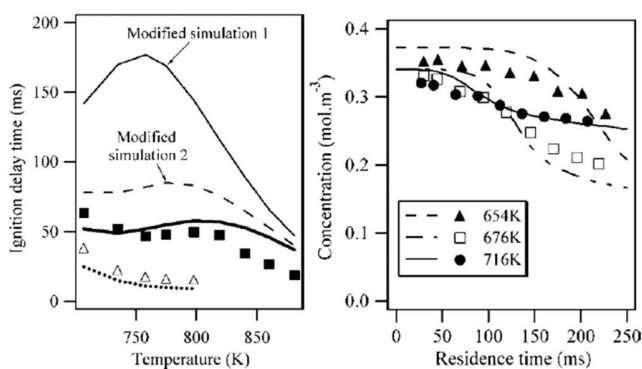 200
150
100
50
0
Ignition delay time (ms)
Modified simulation 1
Modified
simulation 2
750 800 850
Temperature (K)
0.4
0.3
0.2
0.1
0.0
Concentration (mol.m⁻³)
654K
676K
716K
0 50 100 150 200 250
Residence time (ms)